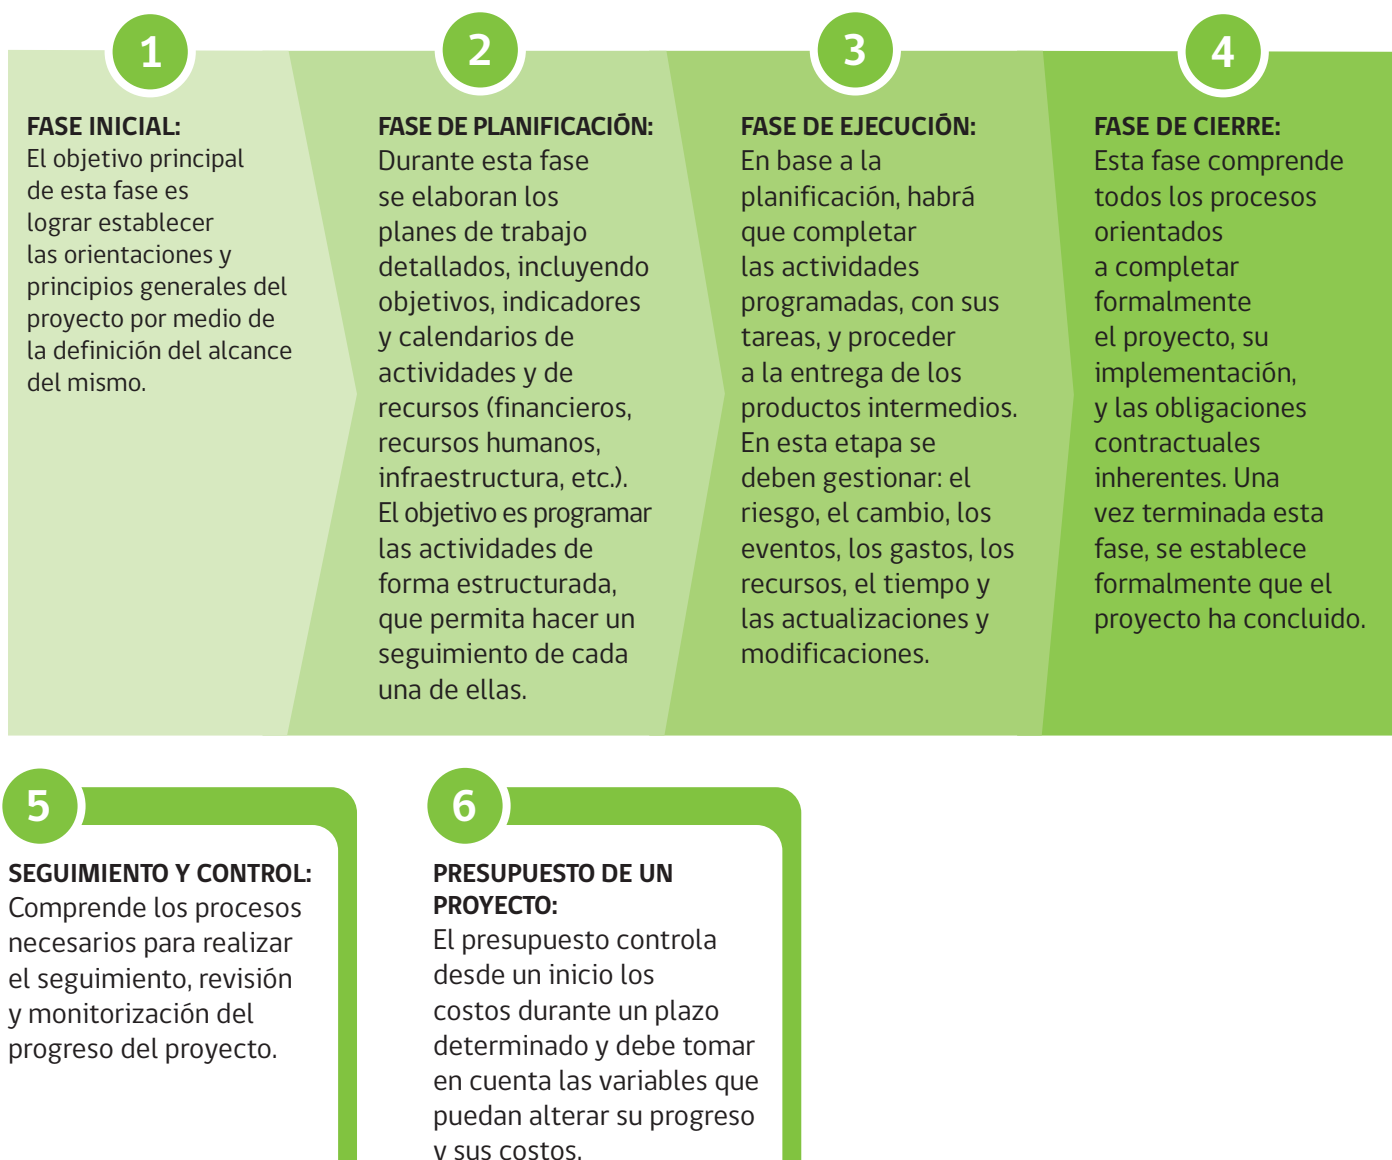 1
FASE INICIAL:
El objetivo principal
de esta fase es
lograr establecer
las orientaciones y
principios generales del
proyecto por medio de
la definición del alcance
del mismo.
2
FASE DE PLANIFICACIÓN:
Durante esta fase
se elaboran los
planes de trabajo
detallados, incluyendo
objetivos, indicadores
y calendarios de
actividades y de
recursos (financieros,
recursos humanos,
infraestructura, etc.).
El objetivo es programar
las actividades de
forma estructurada,
que permita hacer un
seguimiento de cada
una de ellas.
3
FASE DE EJECUCIÓN:
En base a la
planificación, habrá
que completar
las actividades
programadas, con sus
tareas, y proceder
a la entrega de los
productos intermedios.
En esta etapa se
deben gestionar: el
riesgo, el cambio, los
eventos, los gastos, los
recursos, el tiempo y
las actualizaciones y
modificaciones.
4
FASE DE CIERRE:
Esta fase comprende
todos los procesos
orientados
a completar
formalmente
el proyecto, su
implementación,
y las obligaciones
contractuales
inherentes. Una
vez terminada esta
fase, se establece
formalmente que el
proyecto ha concluido.
5
SEGUIMIENTO Y CONTROL:
Comprende los procesos
necesarios para realizar
el seguimiento, revisión
y monitorización del
progreso del proyecto.
6
PRESUPUESTO DE UN
PROYECTO:
El presupuesto controla
desde un inicio los
costos durante un plazo
determinado y debe tomar
en cuenta las variables que
puedan alterar su progreso
y sus costos.